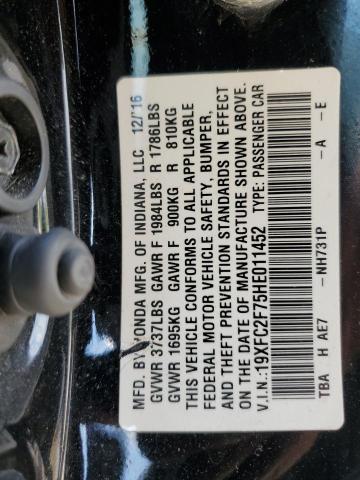 MFD. BY HONDA MFG. OF INDIANA, LLC 12/16
GVWR 3737LBS GAWR F 1984LBS R 1786LBS
GVWR 1695KG GAWR F 900KG R 810KG
THIS VEHICLE CONFORMS TO ALL APPLICABLE
FEDERAL MOTOR VEHICLE SAFETY, BUMPER,
AND THEFT PREVENTION STANDARDS IN EFFECT
ON THE DATE OF MANUFACTURE SHOWN ABOVE.
V.I.N.:19XFC2F75HE011452 TYPE: PASSENGER CAR
TBA H AE7 - NH731P - A - E